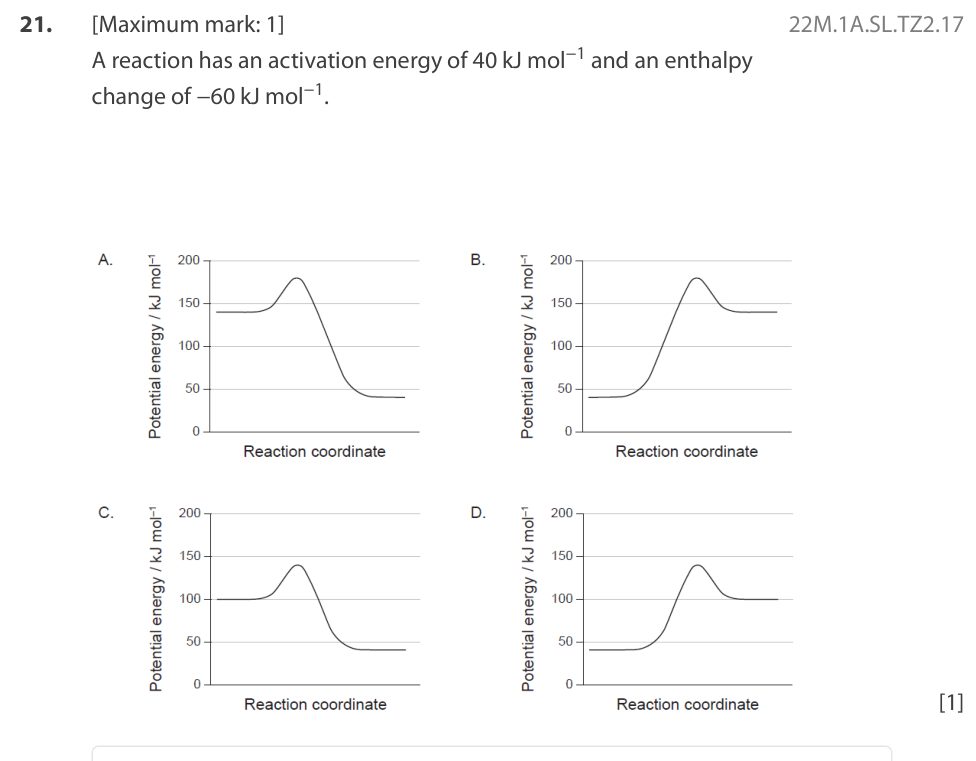 21. [Maximum mark: 1] 22M.1A.SL.TZ2.17
A reaction has an activation energy of 40 kJ mol⁻¹ and an enthalpy
change of –60 kJ mol⁻¹.
A.
Potential energy / kJ mol⁻¹
200
150
100
50
0
Reaction coordinate
B.
Potential energy / kJ mol⁻¹
200
150
100
50
0
Reaction coordinate
C.
Potential energy / kJ mol⁻¹
200
150
100
50
0
Reaction coordinate
D.
Potential energy / kJ mol⁻¹
200
150
100
50
0
Reaction coordinate
[1]